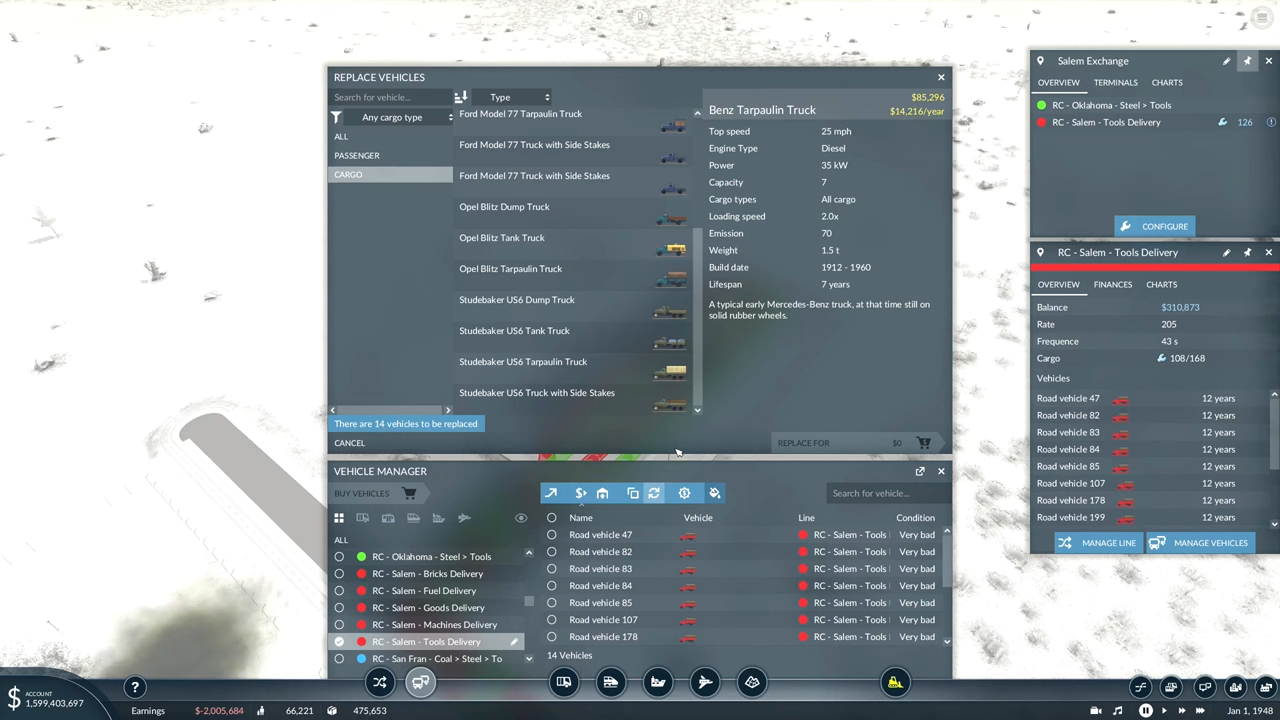 REPLACE VEHICLES
Search for vehicle...
Type
Any cargo type
ALL
PASSENGER
CARGO
Ford Model 77 Tarpaulin Truck
Ford Model 77 Truck with Side Stakes
Ford Model 77 Truck with Side Stakes
Opel Blitz Dump Truck
Opel Blitz Tank Truck
Opel Blitz Tarpaulin Truck
Studebaker US6 Dump Truck
Studebaker US6 Tank Truck
Studebaker US6 Tarpaulin Truck
Studebaker US6 Truck with Side Stakes
$85,296
Benz Tarpaulin Truck
$14,216/year
Top speed 25 mph
Engine Type Diesel
Power 35 kW
Capacity 7
Cargo types All cargo
Loading speed 2.0x
Emission 70
Weight 1.5 t
Build date 1912 - 1960
Lifespan 7 years
A typical early Mercedes-Benz truck, at that time still on
solid rubber wheels.
There are 14 vehicles to be replaced
CANCEL
REPLACE FOR $0
VEHICLE MANAGER
BUY VEHICLES
Search for vehicle...
ALL
RC - Oklahoma - Steel > Tools
RC - Salem - Bricks Delivery
RC - Salem - Fuel Delivery
RC - Salem - Goods Delivery
RC - Salem - Machines Delivery
RC - Salem - Tools Delivery
RC - San Fran - Coal > Steel > To
Name Vehicle Line Condition
Road vehicle 47 RC - Salem - Tools Very bad
Road vehicle 82 RC - Salem - Tools Very bad
Road vehicle 83 RC - Salem - Tools Very bad
Road vehicle 84 RC - Salem - Tools Very bad
Road vehicle 85 RC - Salem - Tools Very bad
Road vehicle 107 RC - Salem - Tools Very bad
Road vehicle 178 RC - Salem - Tools Very bad
14 Vehicles
Salem Exchange
OVERVIEW TERMINALS CHARTS
RC - Oklahoma - Steel > Tools
RC - Salem - Tools Delivery 126
CONFIGURE
RC - Salem - Tools Delivery
OVERVIEW FINANCES CHARTS
Balance $310,873
Rate 205
Frequency 43 s
Cargo 108/168
Vehicles
Road vehicle 47 12 years
Road vehicle 82 12 years
Road vehicle 83 12 years
Road vehicle 84 12 years
Road vehicle 85 12 years
Road vehicle 107 12 years
Road vehicle 178 12 years
Road vehicle 199 12 years
MANAGE LINE MANAGE VEHICLES
$ ACCOUNT
1,599,403,697
?
Earnings $-2,005,684 66,221 475,653
Jan 1, 1948